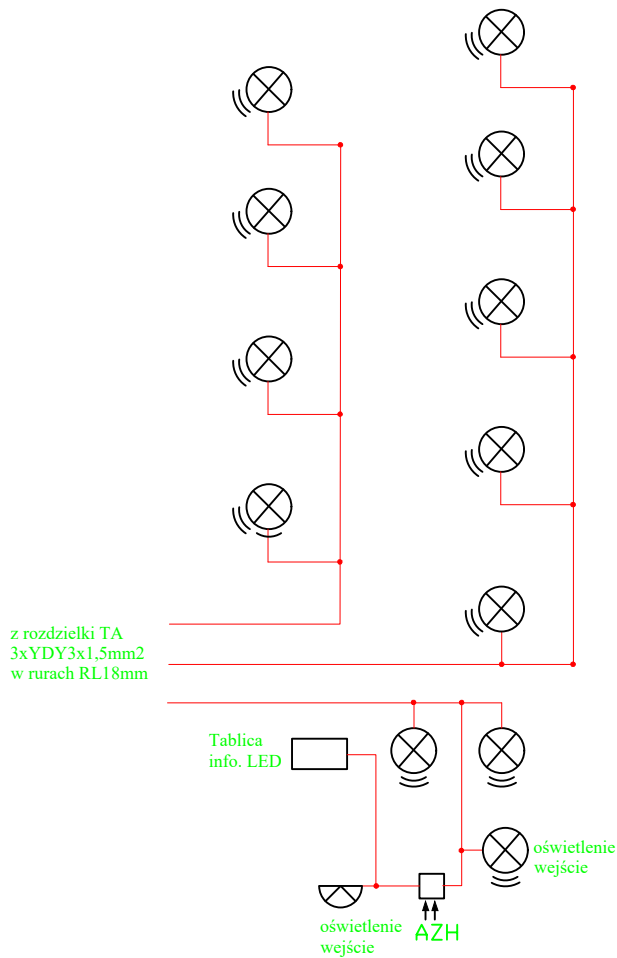 z rozdzielki TA
3xYDY3x1,5mm2
w rurach RL18mm
Tablica
info. LED
oświetlenie
wejście
oświetlenie
wejście
AZH